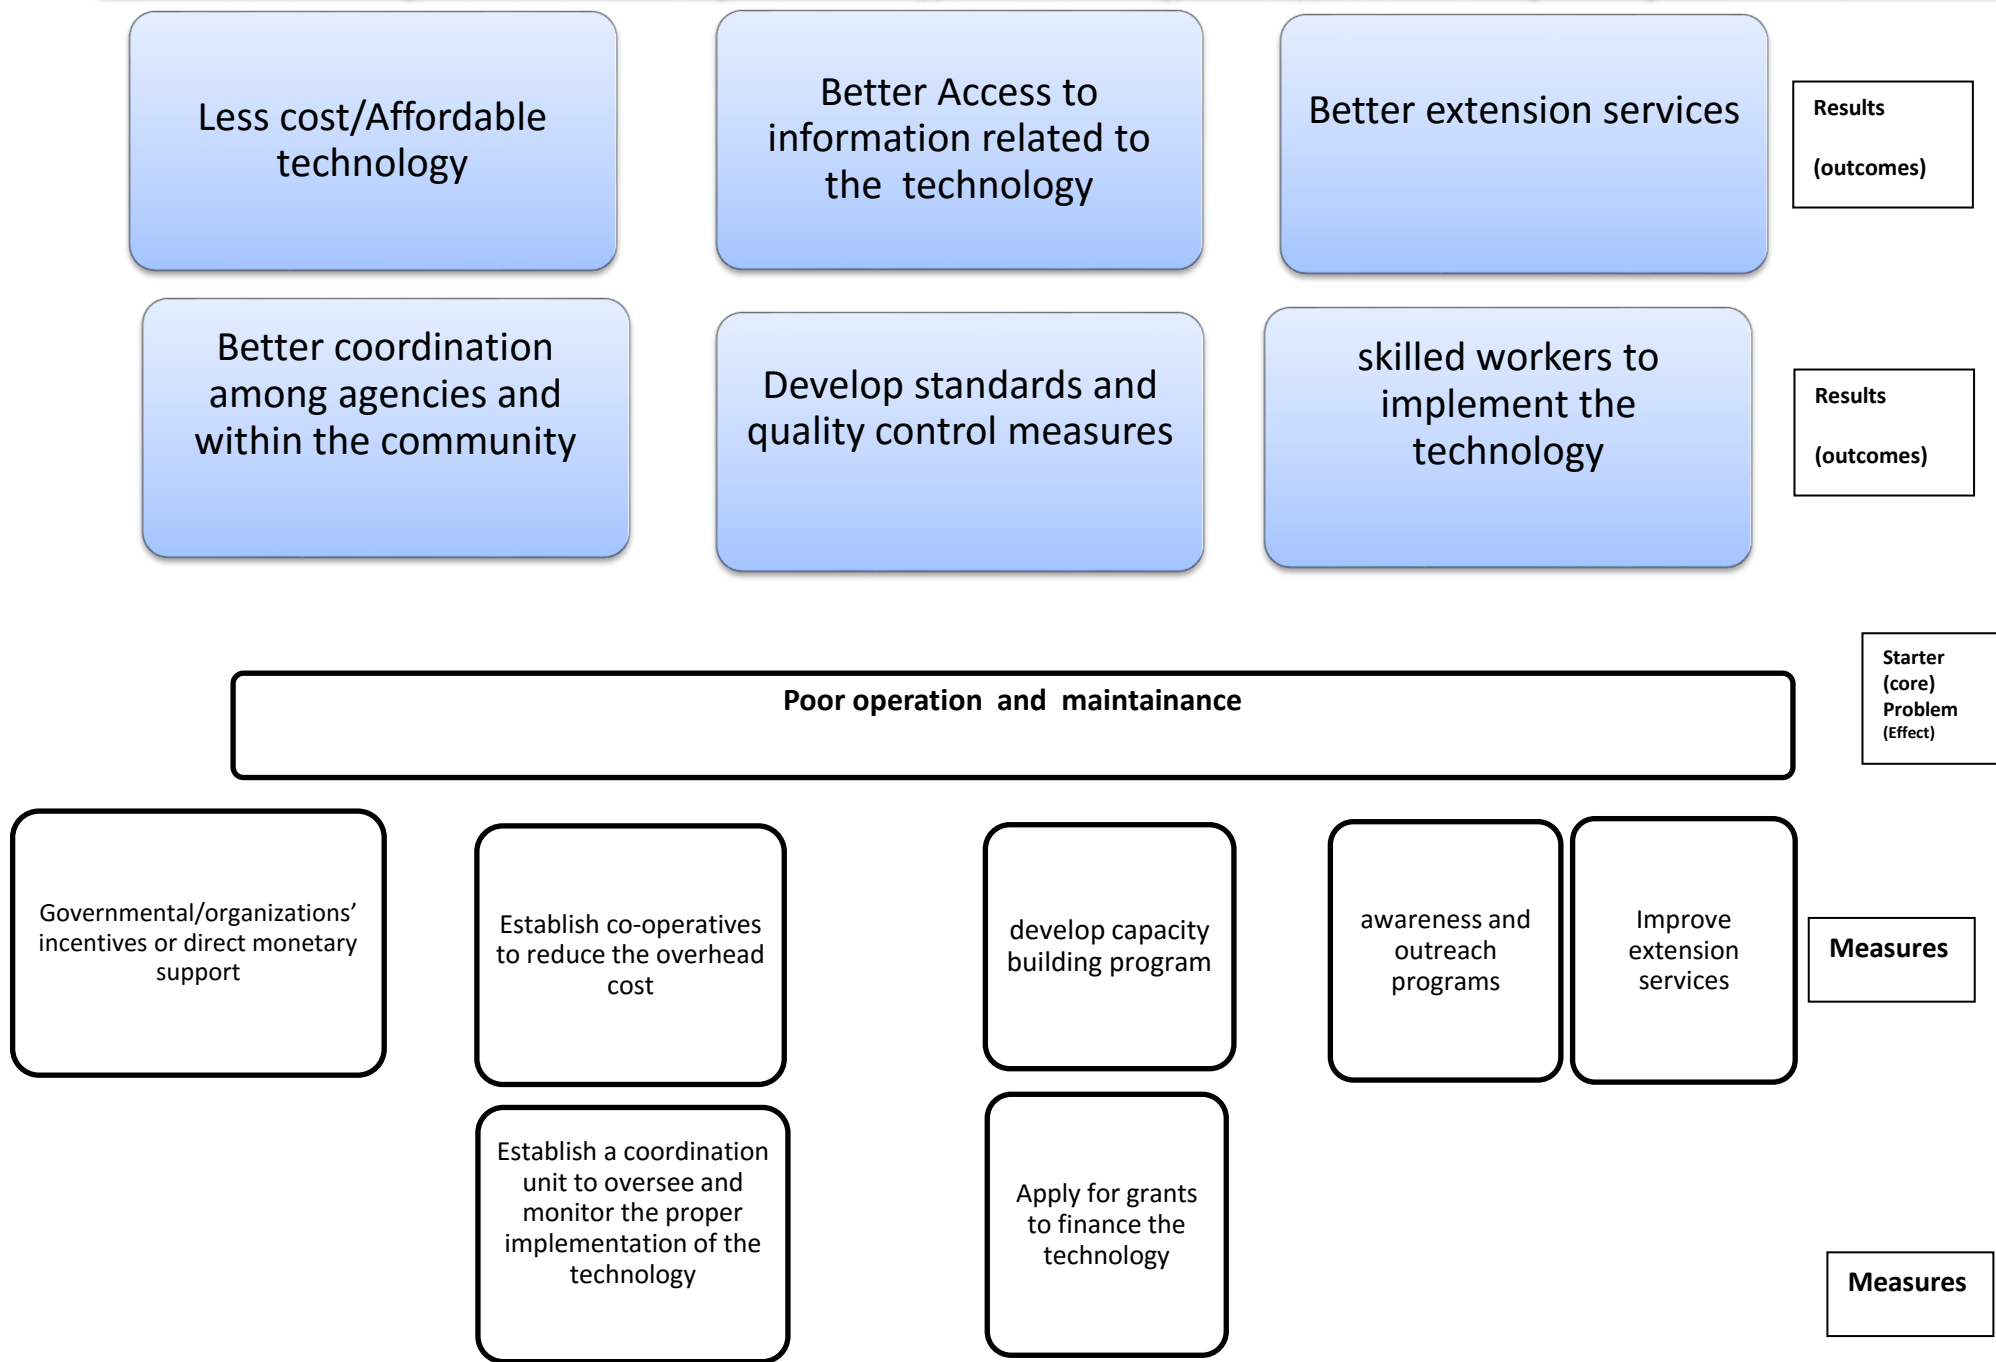 Less cost/Affordable
technology
Better Access to
information related to
the technology
Better extension services
Results
(outcomes)
Better coordination
among agencies and
within the community
Develop standards and
quality control measures
skilled workers to
implement the
technology
Results
(outcomes)
Starter
(core)
Problem
(Effect)
Poor operation and maintainance
Governmental/organizations’
incentives or direct monetary
support
Establish co-operatives
to reduce the overhead
cost
develop capacity
building program
awareness and
outreach
programs
Improve
extension
services
Measures
Establish a coordination
unit to oversee and
monitor the proper
implementation of the
technology
Apply for grants
to finance the
technology
Measures